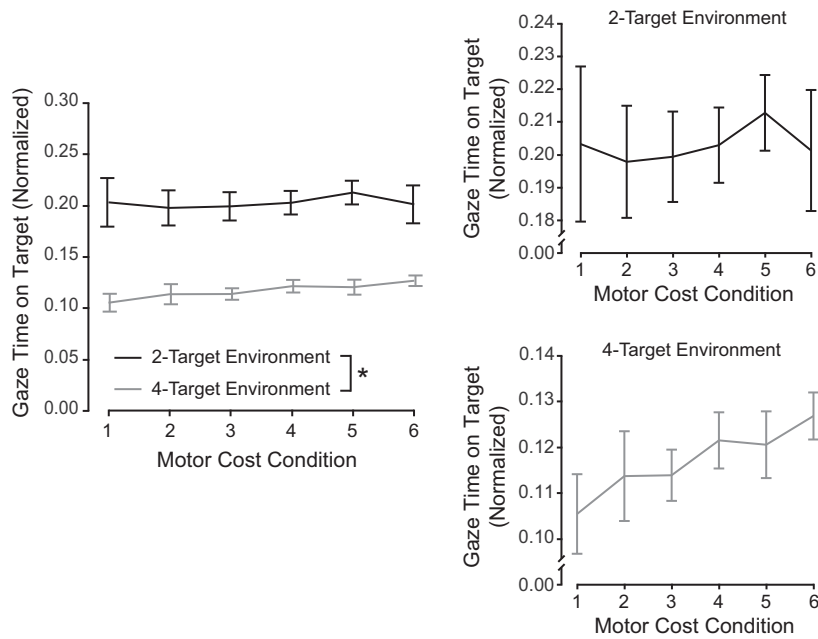 Gaze Time on Target (Normalized)
0.30
0.25
0.20
0.15
0.10
0.05
0.00
2-Target Environment
4-Target Environment
*
1 2 3 4 5 6
Motor Cost Condition
2-Target Environment
Gaze Time on Target
(Normalized)
0.24
0.23
0.22
0.21
0.20
0.19
0.18
0.00
1 2 3 4 5 6
Motor Cost Condition
4-Target Environment
Gaze Time on Target
(Normalized)
0.14
0.13
0.12
0.11
0.10
0.00
1 2 3 4 5 6
Motor Cost Condition